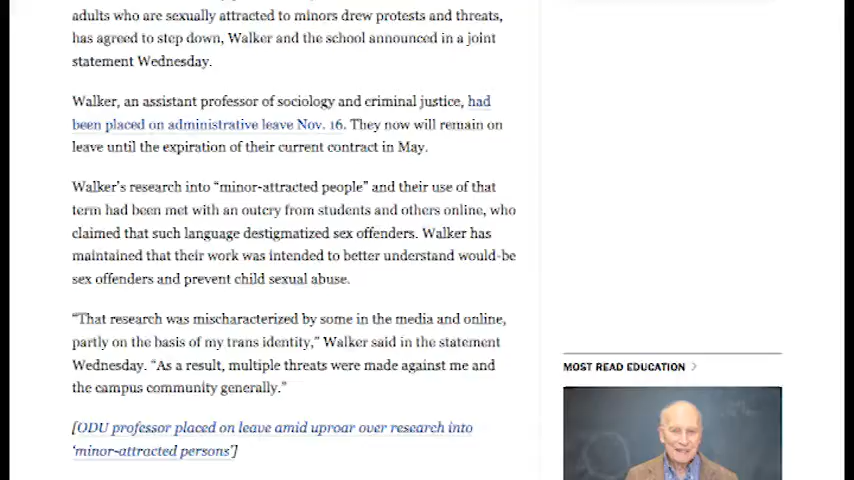 adults who are sexually attracted to minors drew protests and threats,
has agreed to step down, Walker and the school announced in a joint
statement Wednesday.
Walker, an assistant professor of sociology and criminal justice, had
been placed on administrative leave Nov. 16. They now will remain on
leave until the expiration of their current contract in May.
Walker's research into “minor-attracted people” and their use of that
term had been met with an outcry from students and others online, who
claimed that such language destigmatized sex offenders. Walker has
maintained that their work was intended to better understand would-be
sex offenders and prevent child sexual abuse.
“That research was mischaracterized by some in the media and online,
partly on the basis of my trans identity,” Walker said in the statement
Wednesday. “As a result, multiple threats were made against me and
the campus community generally.”
[ODU professor placed on leave amid uproar over research into
‘minor-attracted persons’]
MOST READ EDUCATION >